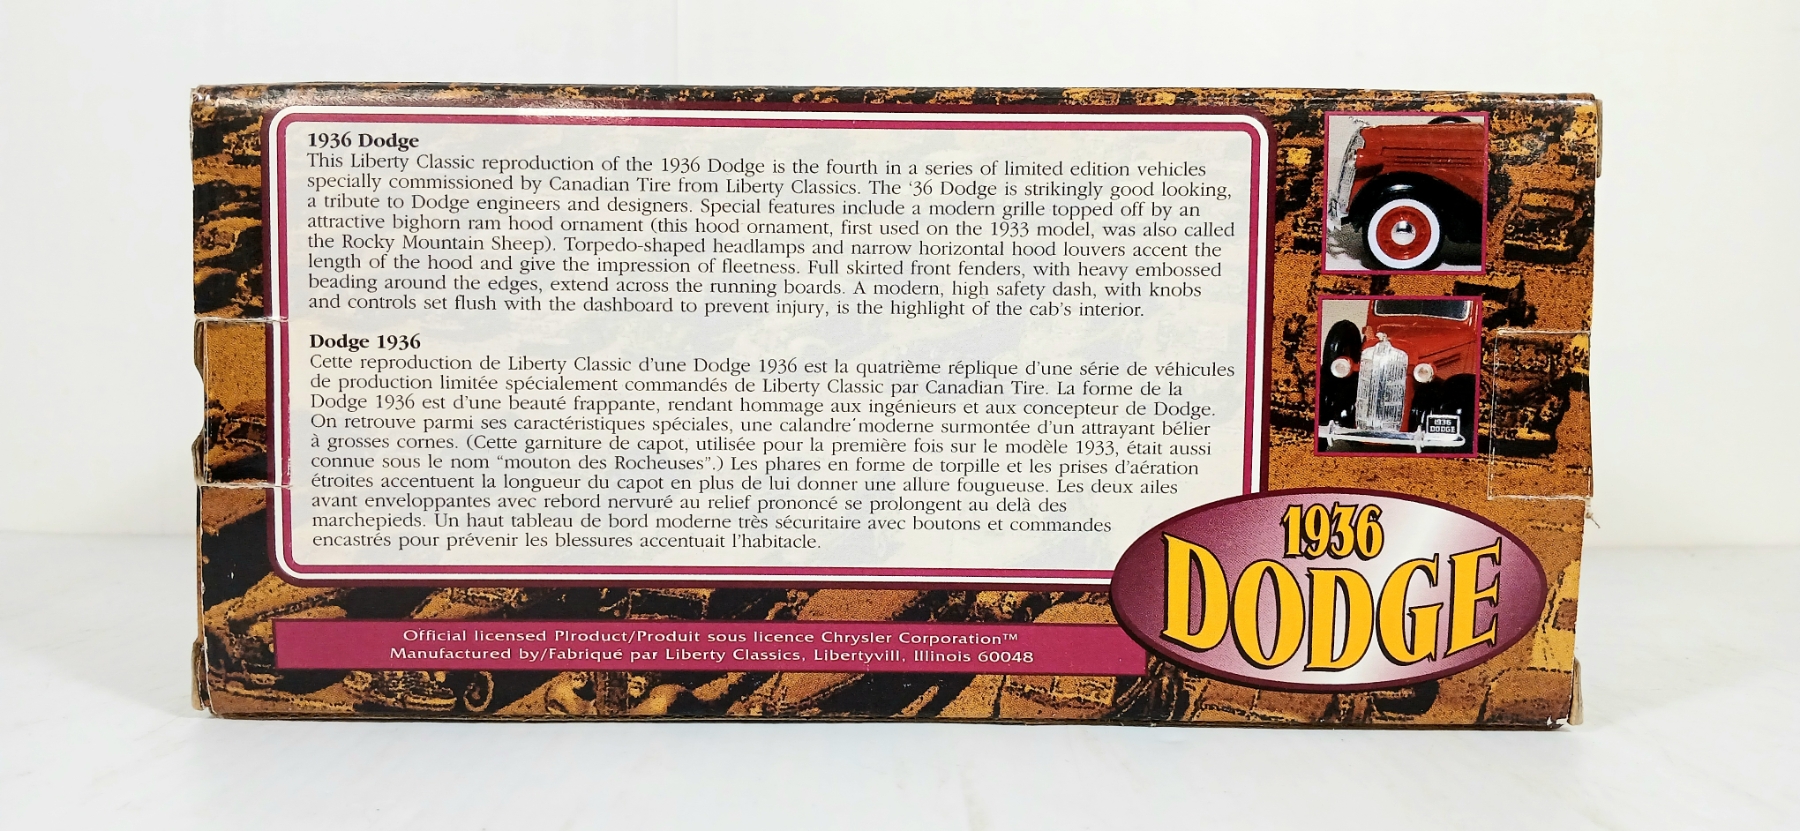 1936 Dodge
This Liberty Classic reproduction of the 1936 Dodge is the fourth in a series of limited edition vehicles
specially commissioned by Canadian Tire from Liberty Classics. The ‘36 Dodge is strikingly good looking,
a tribute to Dodge engineers and designers. Special features include a modern grille topped off by an
attractive bighorn ram hood ornament (this hood ornament, first used on the 1933 model, was also called
the Rocky Mountain Sheep). Torpedo-shaped headlamps and narrow horizontal hood louvers accent the
length of the hood and give the impression of fleetness. Full skirted front fenders, with heavy embossed
beading around the edges, extend across the running boards. A modern, high safety dash, with knobs
and controls set flush with the dashboard to prevent injury, is the highlight of the cab's interior.
Dodge 1936
Cette reproduction de Liberty Classic d'une Dodge 1936 est la quatrième réplique d'une série de véhicules
de production limitée spécialement commandés de Liberty Classic par Canadian Tire. La forme de la
Dodge 1936 est d'une beauté frappante, rendant hommage aux ingénieurs et aux concepteur de Dodge.
On retrouve parmi ses caractéristiques spéciales, une calandre moderne surmontée d'un attrayant bélier
à grosses cornes. (Cette garniture de capot, utilisée pour la première fois sur le modèle 1933, était aussi
connue sous le nom “mouton des Rocheuses”.) Les phares en forme de torpille et les prises d'aération
étroites accentuent la longueur du capot en plus de lui donner une allure fougueuse. Les deux ailes
avant enveloppantes avec rebord nervuré au relief prononcé se prolongent au delà des
marchepieds. Un haut tableau de bord moderne très sécuritaire avec boutons et commandes
encastrés pour prévenir les blessures accentuait l'habitacle.
1936
DODGE
1936
DODGE
Official licensed Plroduct/Produit sous licence Chrysler Corporation™
Manufactured by/Fabriqué par Liberty Classics, Libertyvill, Illinois 60048